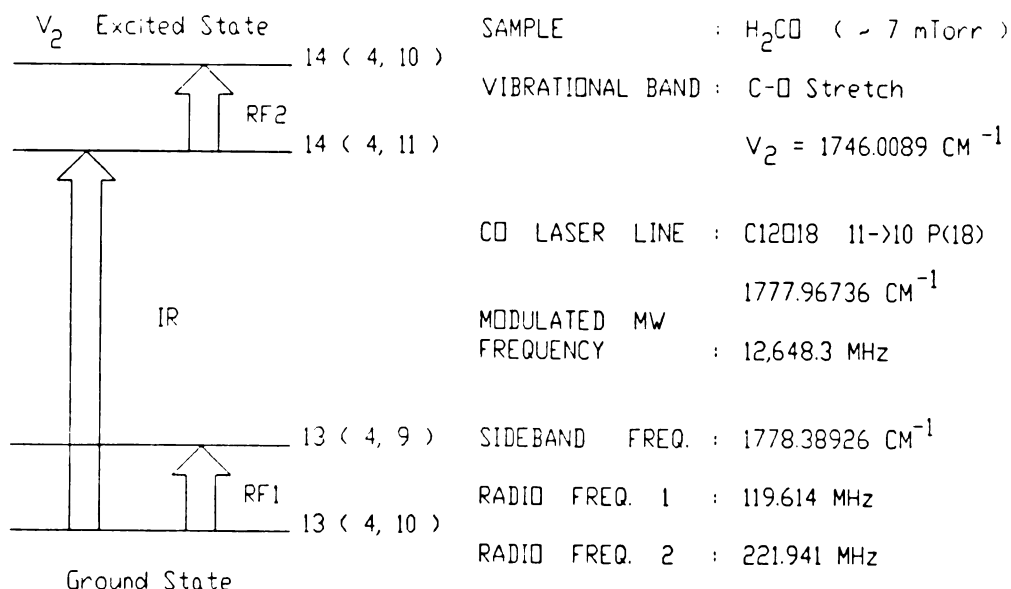 V2 Excited State
14 ( 4, 10 )
RF2
14 ( 4, 11 )
IR
13 ( 4, 9 )
RF1
13 ( 4, 10 )
Ground State
SAMPLE : H2CO ( ~ 7 mTorr )
VIBRATIONAL BAND : C-O Stretch
V2 = 1746.0089 CM-1
CO LASER LINE : C12O18 11->10 P(18)
1777.96736 CM-1
MODULATED MW
FREQUENCY : 12,648.3 MHz
SIDEBAND FREQ. : 1778.38926 CM-1
RADIO FREQ. 1 : 119.614 MHz
RADIO FREQ. 2 : 221.941 MHz